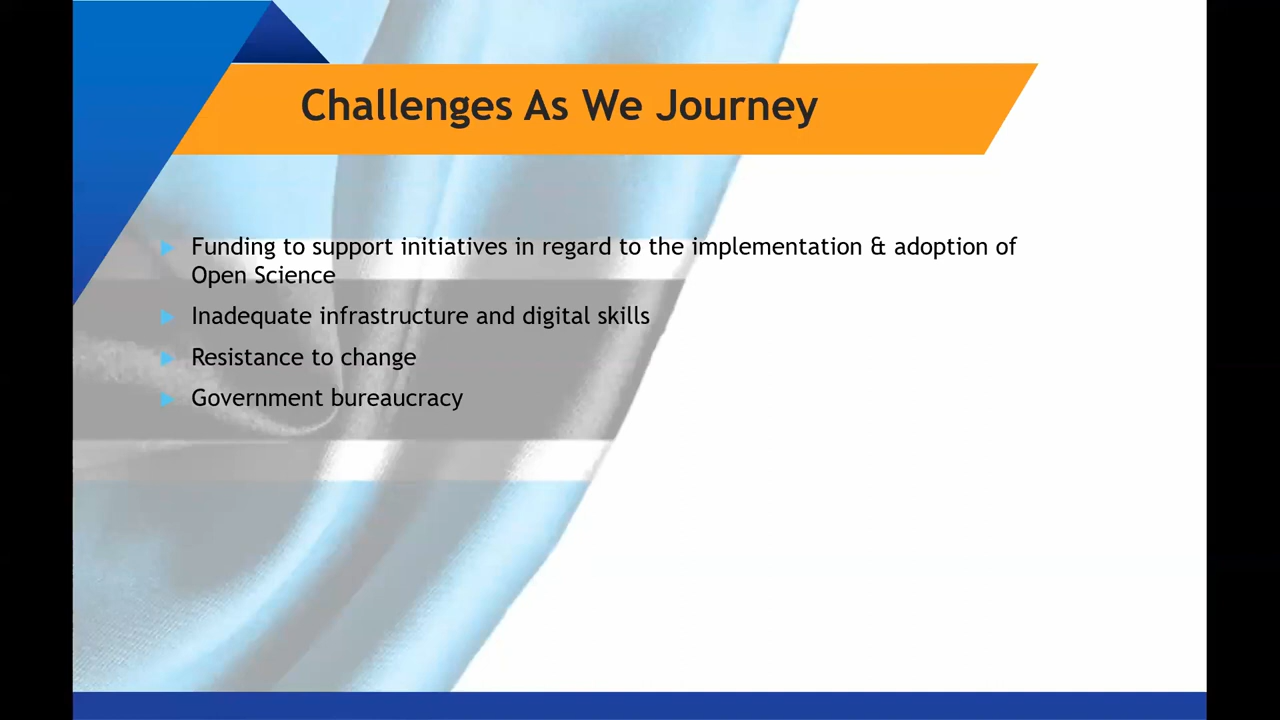 Challenges As We Journey
Funding to support initiatives in regard to the implementation & adoption of
Open Science
Inadequate infrastructure and digital skills
Resistance to change
Government bureaucracy